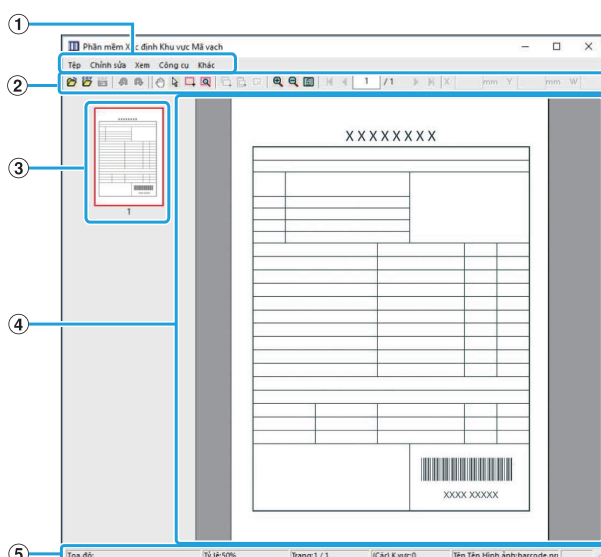 1
Phần mềm Xác định Khu vực Mã vạch
Tệp Chỉnh sửa Xem Công cụ Khác
2
1 / 1 X mm Y mm W
3
1
XXXXXXXX
4
XXXX XXXXX
5
Tọa độ: Tỷ lệ:50% Trang:1 / 1 (Các) K.vực:0 Tên Tên Hình ảnh:barcode.pn